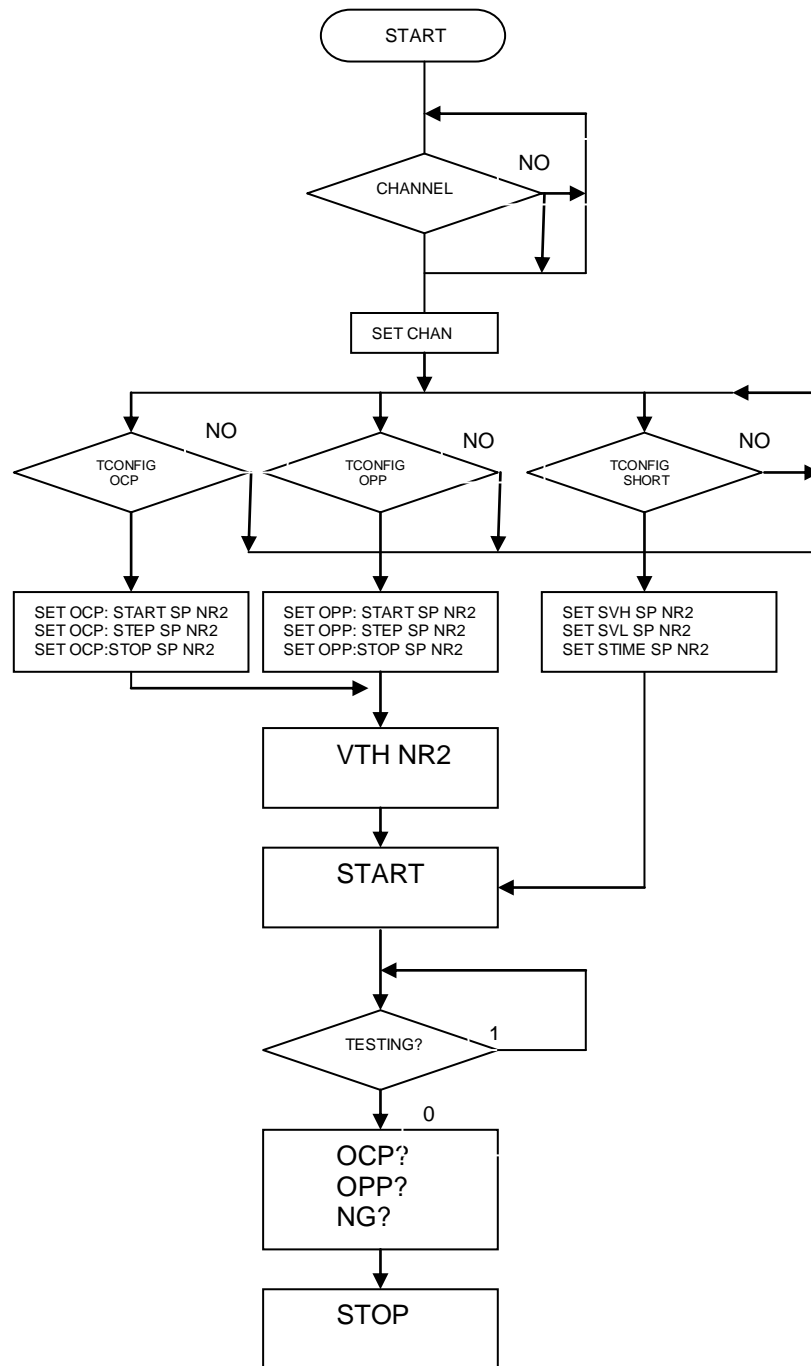 START
NO
CHANNEL
SET CHAN
NO
NO
NO
TCONFIG
OCP
TCONFIG
OPP
TCONFIG
SHORT
SET OCP: START SP NR2
SET OCP: STEP SP NR2
SET OCP:STOP SP NR2
SET OPP: START SP NR2
SET OPP: STEP SP NR2
SET OPP:STOP SP NR2
SET SVH SP NR2
SET SVL SP NR2
SET STIME SP NR2
VTH NR2
START
TESTING?
1
0
OCP?
OPP?
NG?
STOP